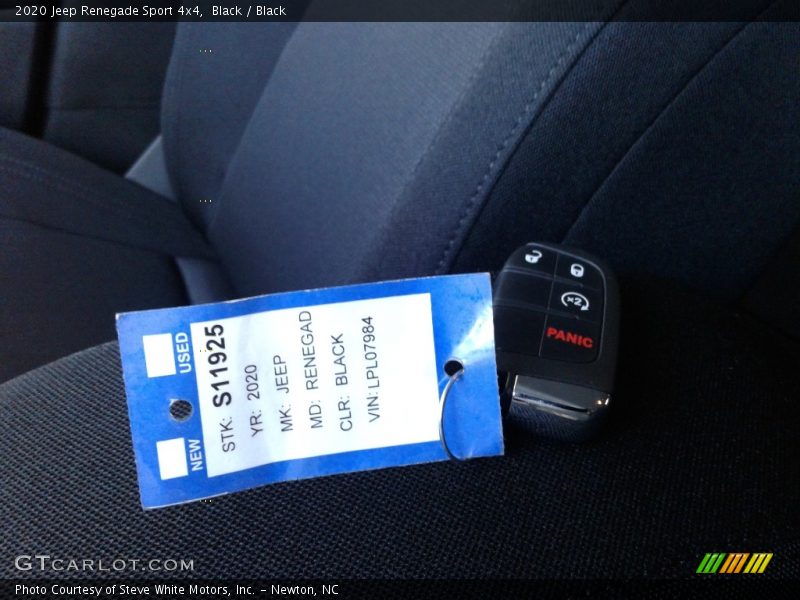 2020 Jeep Renegade Sport 4x4,  Black / Black
USED
NEW
STK: S11925
YR: 2020
MK: JEEP
MD: RENEGAD
CLR: BLACK
VIN: LPL07984
x2
PANIC
GTCARLOT.COM
Photo Courtesy of Steve White Motors, Inc. – Newton, NC